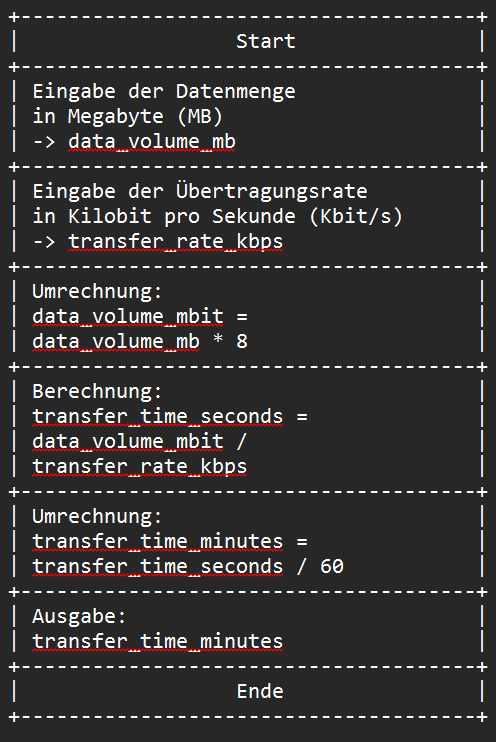 +--------------------------------------+
| Start |
+--------------------------------------+
| Eingabe der Datenmenge |
| in Megabyte (MB) |
| -> data_volume_mb |
+--------------------------------------+
| Eingabe der Übertragungsrate |
| in Kilobit pro Sekunde (Kbit/s) |
| -> transfer_rate_kbps |
+--------------------------------------+
| Umrechnung: |
| data_volume_mbit = |
| data_volume_mb * 8 |
+--------------------------------------+
| Berechnung: |
| transfer_time_seconds = |
| data_volume_mbit / |
| transfer_rate_kbps |
+--------------------------------------+
| Umrechnung: |
| transfer_time_minutes = |
| transfer_time_seconds / 60 |
+--------------------------------------+
| Ausgabe: |
| transfer_time_minutes |
+--------------------------------------+
| Ende |
+--------------------------------------+